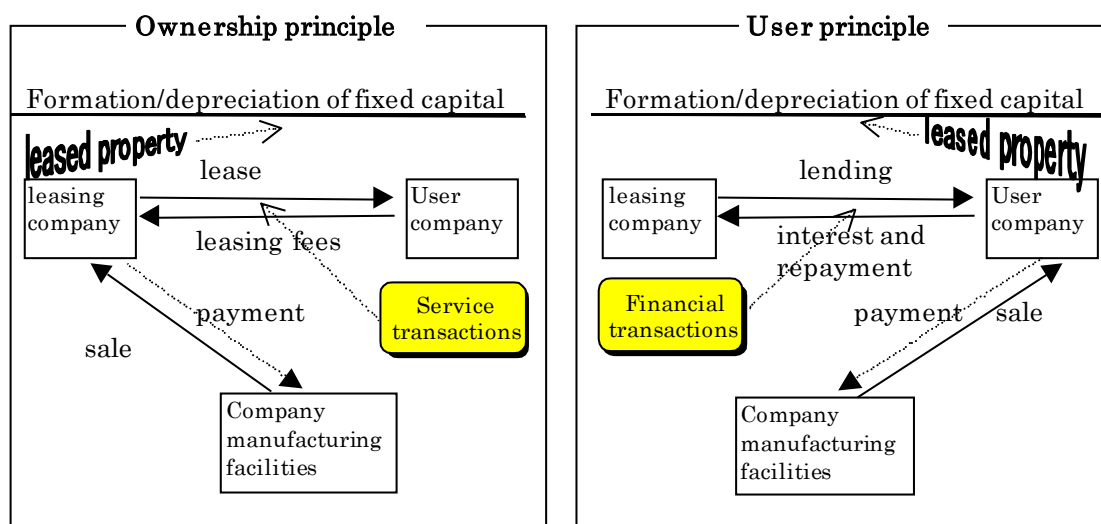 Ownership principle
Formation/depreciation of fixed capital
leased property
lease
leasing
company
User
company
leasing fees
Service
transactions
payment
sale
Company
manufacturing
facilities
User principle
Formation/depreciation of fixed capital
leased property
lending
leasing
company
User
company
interest and
repayment
Financial
transactions
payment
sale
Company
manufacturing
facilities